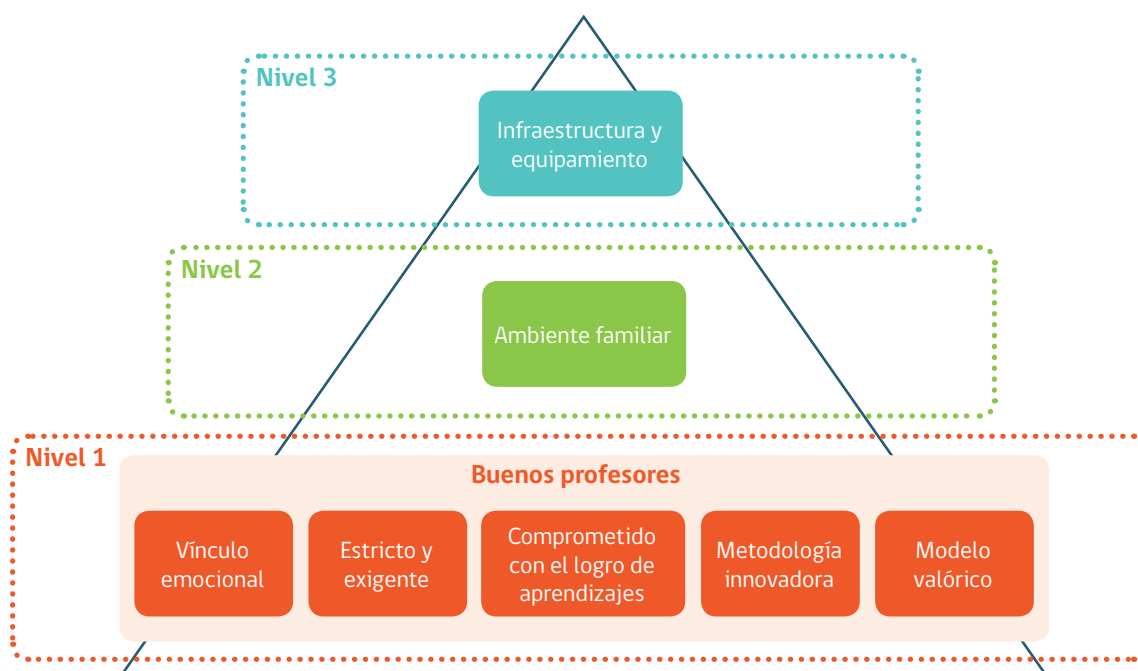 Nivel 3
Infraestructura y
equipamiento
Nivel 2
Ambiente familiar
Nivel 1
Buenos profesores
Vínculo
emocional
Estricto y
exigente
Comprometido
con el logro de
aprendizajes
Metodología
innovadora
Modelo
valórico